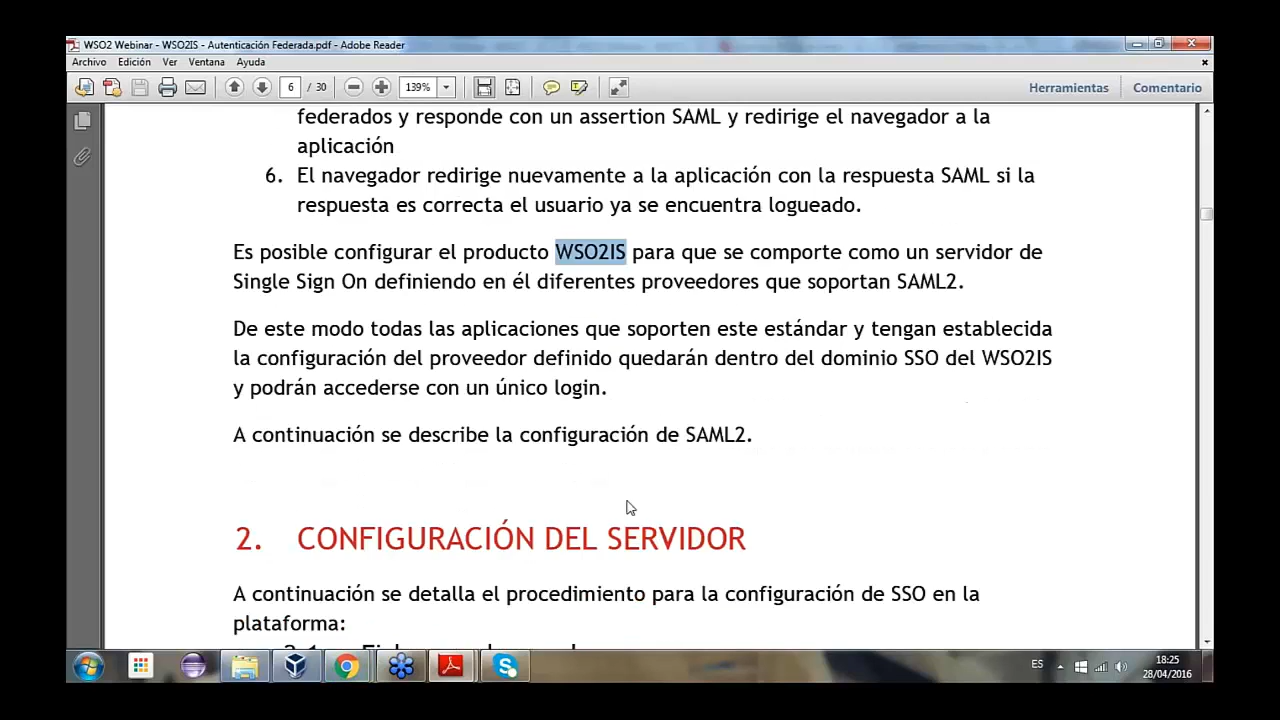 WSO2 Webinar - WSO2IS - Autenticación Federada.pdf - Adobe Reader
Archivo Edición Ver Ventana Ayuda
6 / 30 139% Herramientas Comentario
federados y responde con un assertion SAML y redirige el navegador a la
aplicación
6. El navegador redirige nuevamente a la aplicación con la respuesta SAML si la
respuesta es correcta el usuario ya se encuentra logueado.
Es posible configurar el producto WSO2IS para que se comporte como un servidor de
Single Sign On definiendo en él diferentes proveedores que soportan SAML2.
De este modo todas las aplicaciones que soporten este estándar y tengan establecida
la configuración del proveedor definido quedarán dentro del dominio SSO del WSO2IS
y podrán accederse con un único login.
A continuación se describe la configuración de SAML2.
2. CONFIGURACIÓN DEL SERVIDOR
A continuación se detalla el procedimiento para la configuración de SSO en la
plataforma:
ES 18:25
28/04/2016